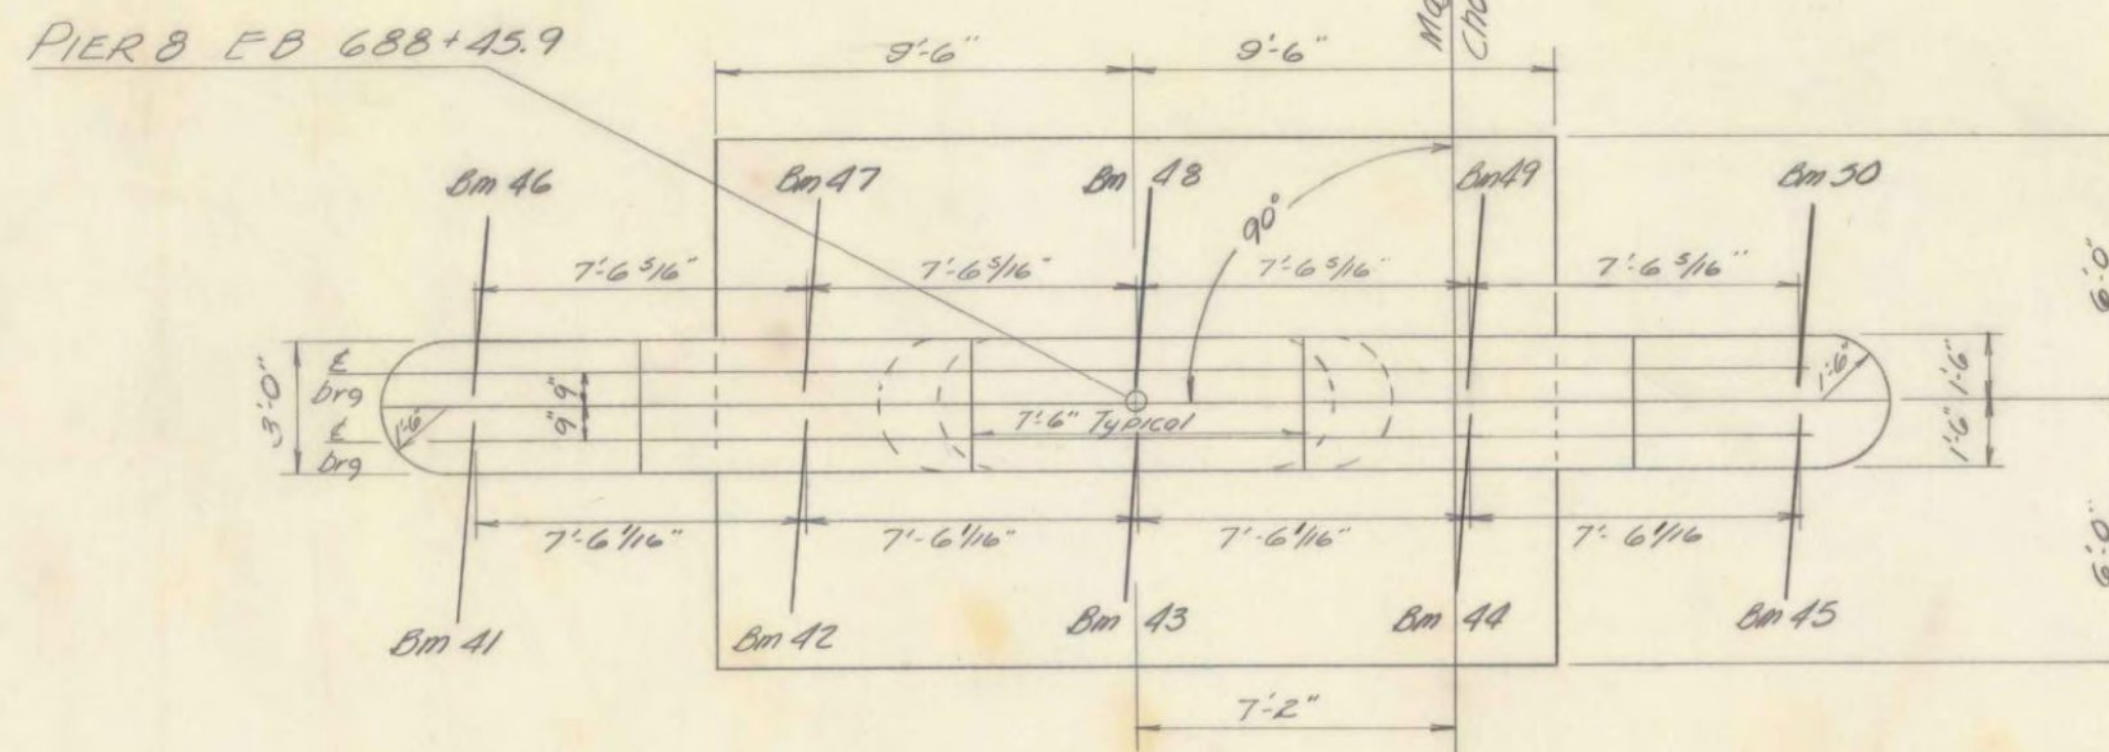 PIER 8 EB 688+45.9
9'-6"
9'-6"
Bm 46
Bm 47
Bm 48
Bm 49
Bm 50
90°
7'-6 5/16"
7'-6 5/16"
7'-6 5/16"
7'-6 5/16"
6'-0"
3'-0"
℄
brg
℄
brg
1'-6"
9"
9"
7'-6" Typical
1'-6"
1'-6"
1'-6"
7'-6 1/16"
7'-6 1/16"
7'-6 1/16"
7'-6 1/16
6'-0"
Bm 41
Bm 42
Bm 43
Bm 44
Bm 45
7'-2"